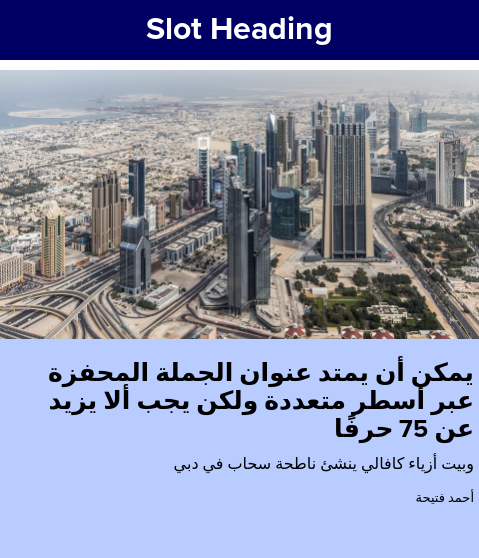 Slot Heading
يمكن أن يمتد عنوان الجملة المحفزة
عبر أسطر متعددة ولكن يجب ألا يزيد
عن 75 حرفًا
وبيت أزياء كافالي ينشئ ناطحة سحاب في دبي
أحمد فتيحة